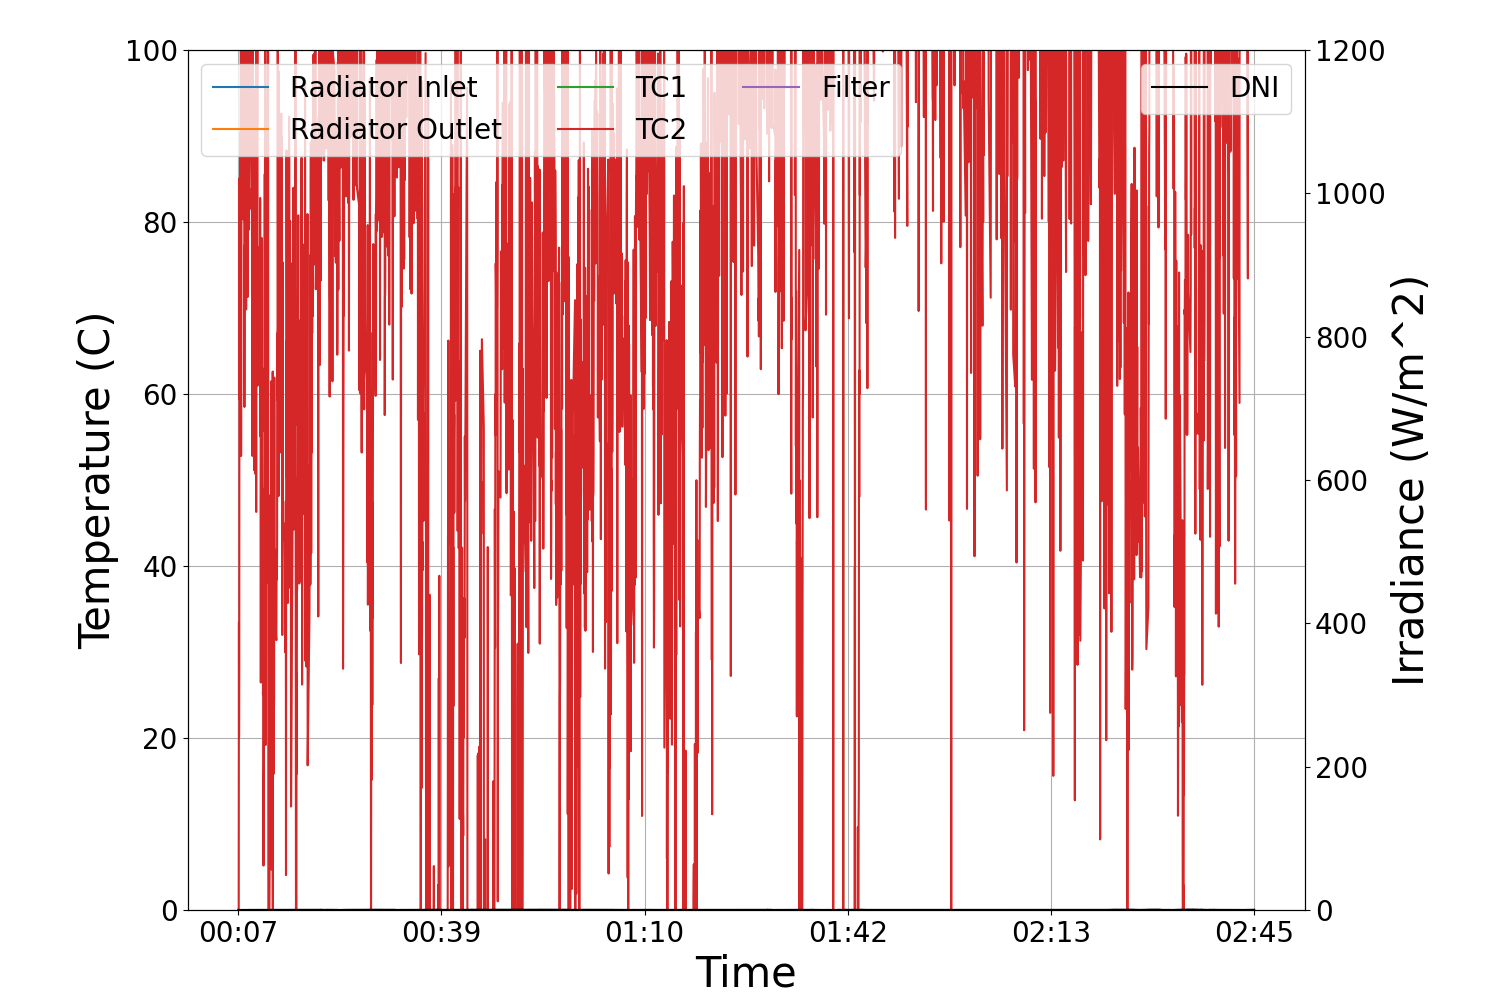 100
80
60
40
20
0
Temperature (C)
Radiator Inlet
Radiator Outlet
TC1
TC2
Filter
DNI
1200
1000
800
600
400
200
0
Irradiance (W/m^2)
00:07
00:39
01:10
01:42
02:13
02:45
Time